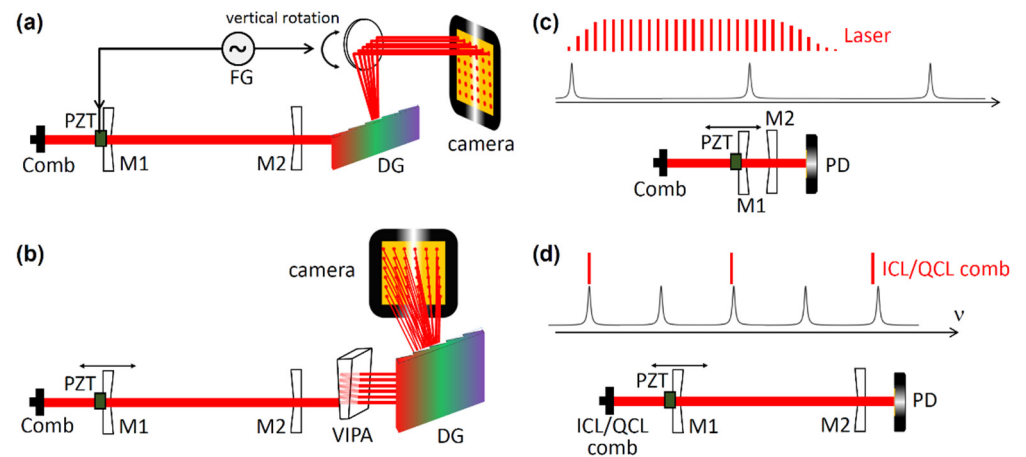 (a)
vertical rotation
FG
PZT
Comb
M1
M2
DG
camera
(b)
camera
PZT
Comb
M1
M2
VIPA
DG
(c)
Laser
M2
PZT
Comb
M1
PD
(d)
ICL/QCL comb
ν
PZT
ICL/QCL
comb
M1
M2
PD